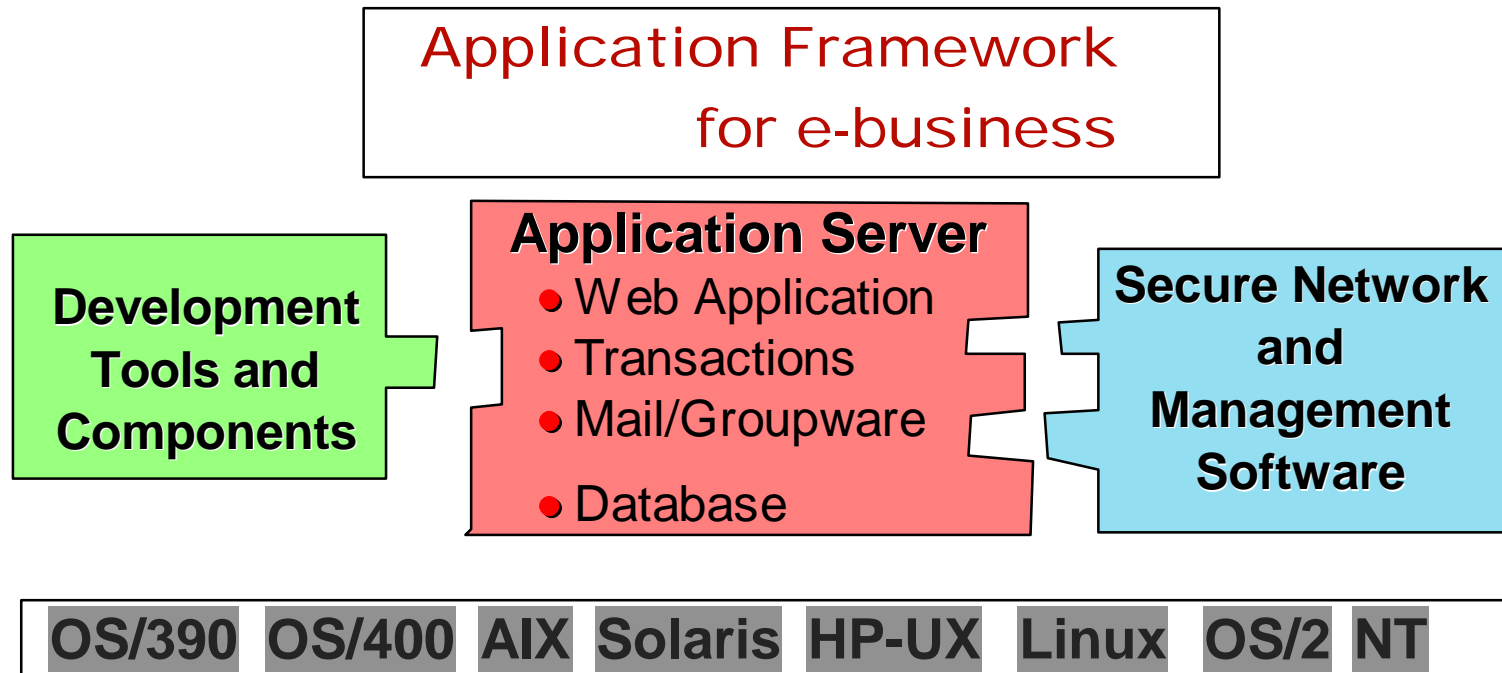 Application Framework
for e-business
Development
Tools and
Components
Application Server
Web Application
Transactions
Mail/Groupware
Database
Secure Network
and
Management
Software
OS/390 OS/400 AIX Solaris HP-UX Linux OS/2 NT